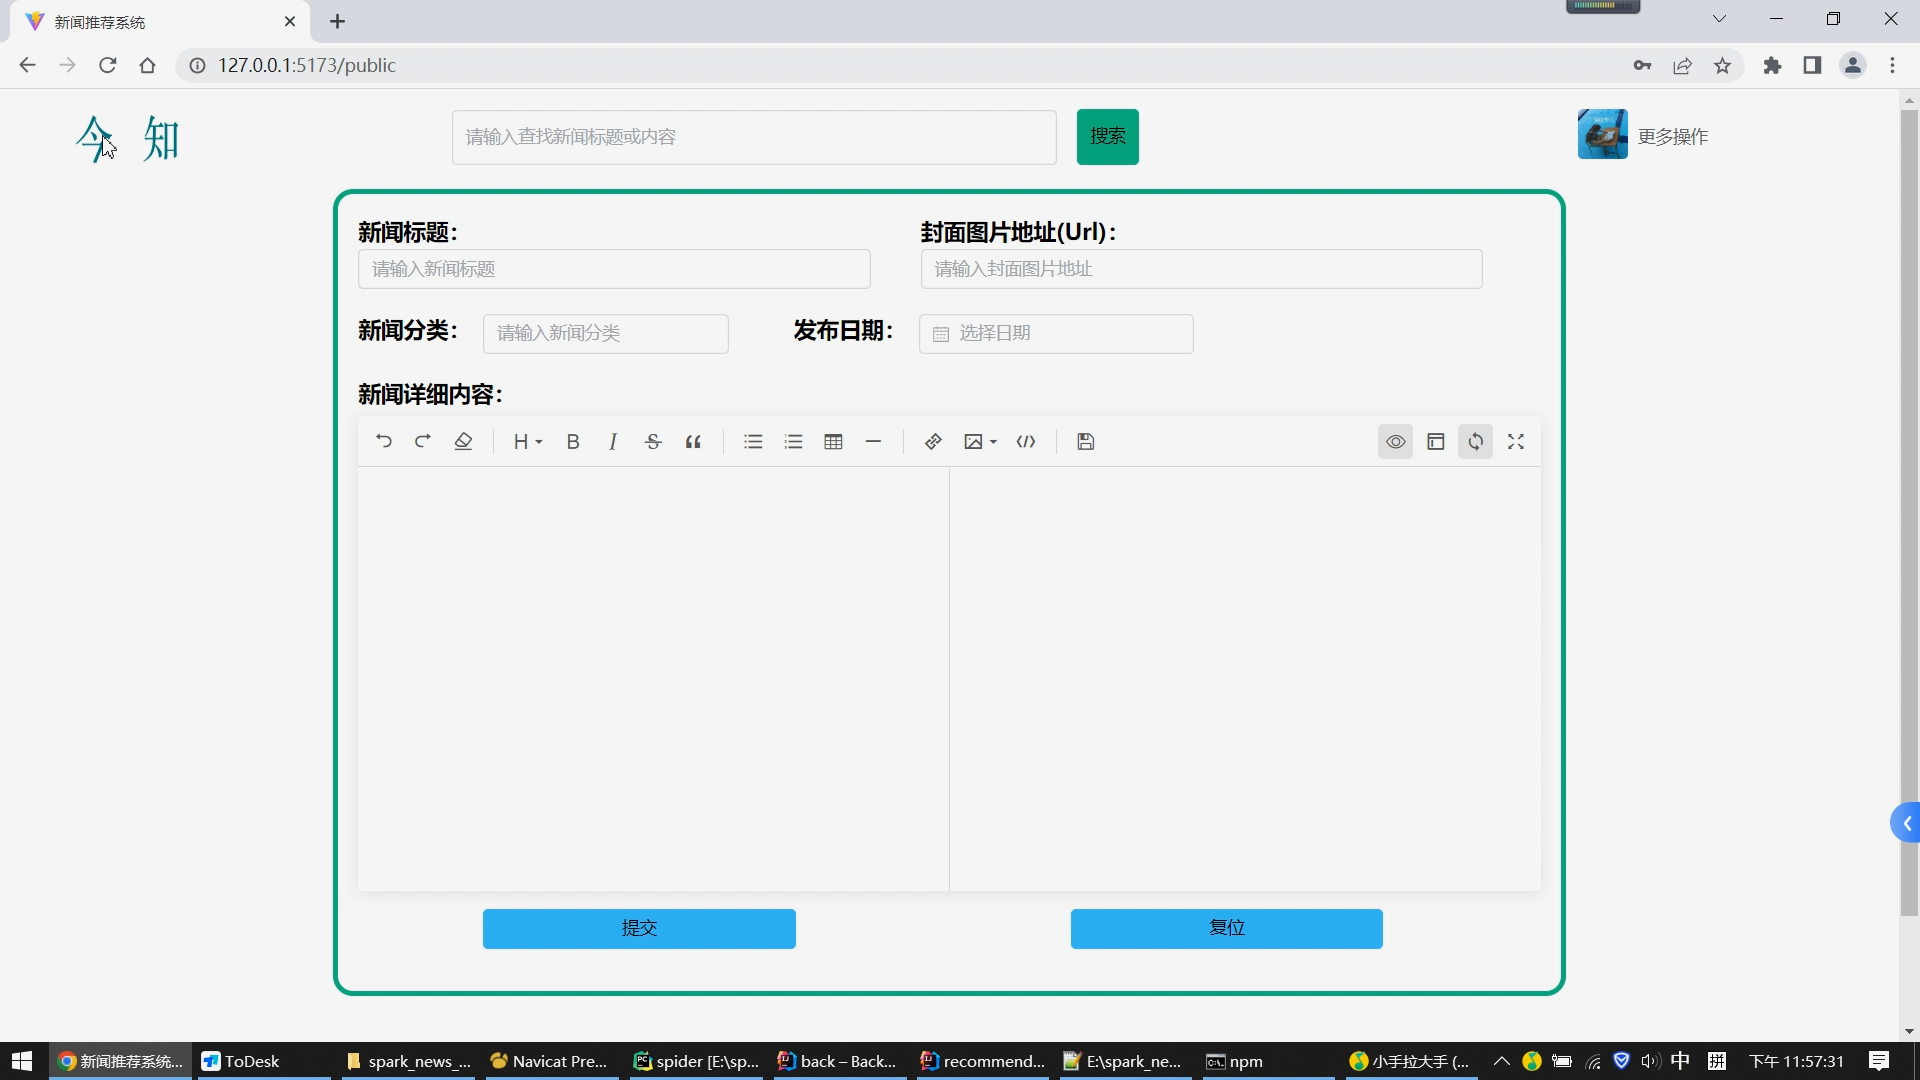 新闻推荐系统
127.0.0.1:5173/public
今 知
请输入查找新闻标题或内容
搜索
更多操作
新闻标题：
封面图片地址(Url)：
请输入新闻标题
请输入封面图片地址
新闻分类：
请输入新闻分类
发布日期：
选择日期
新闻详细内容：
提交
复位
新闻推荐系统...
ToDesk
spark_news_...
Navicat Pre...
spider [E:\sp...
back – Back...
recommend...
E:\spark_ne...
npm
小手拉大手 (...
中
拼
下午 11:57:31